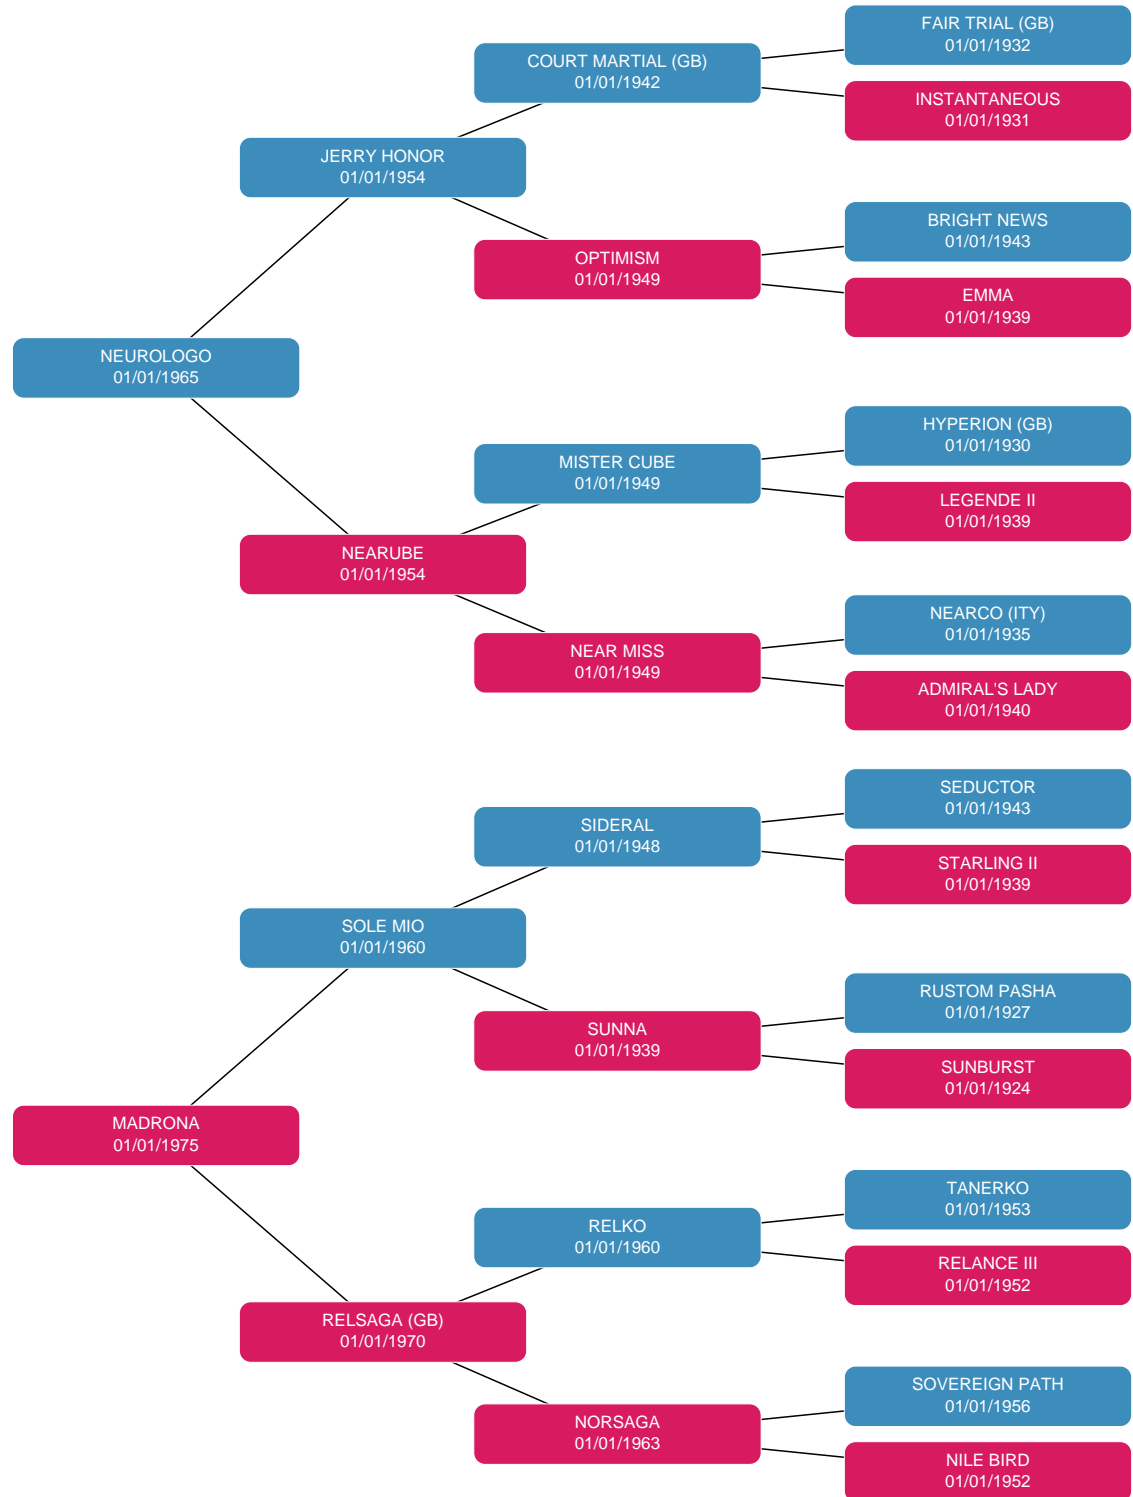 FAIR TRIAL (GB)
01/01/1932
COURT MARTIAL (GB)
01/01/1942
INSTANTANEOUS
01/01/1931
JERRY HONOR
01/01/1954
BRIGHT NEWS
01/01/1943
OPTIMISM
01/01/1949
EMMA
01/01/1939
NEUROLOGO
01/01/1965
HYPERION (GB)
01/01/1930
MISTER CUBE
01/01/1949
LEGENDE II
01/01/1939
NEARUBE
01/01/1954
NEARCO (ITY)
01/01/1935
NEAR MISS
01/01/1949
ADMIRAL'S LADY
01/01/1940
SEDUCTOR
01/01/1943
SIDERAL
01/01/1948
STARLING II
01/01/1939
SOLE MIO
01/01/1960
RUSTOM PASHA
01/01/1927
SUNNA
01/01/1939
SUNBURST
01/01/1924
MADRONA
01/01/1975
TANERKO
01/01/1953
RELKO
01/01/1960
RELANCE III
01/01/1952
RELSAGA (GB)
01/01/1970
SOVEREIGN PATH
01/01/1956
NORSAGA
01/01/1963
NILE BIRD
01/01/1952